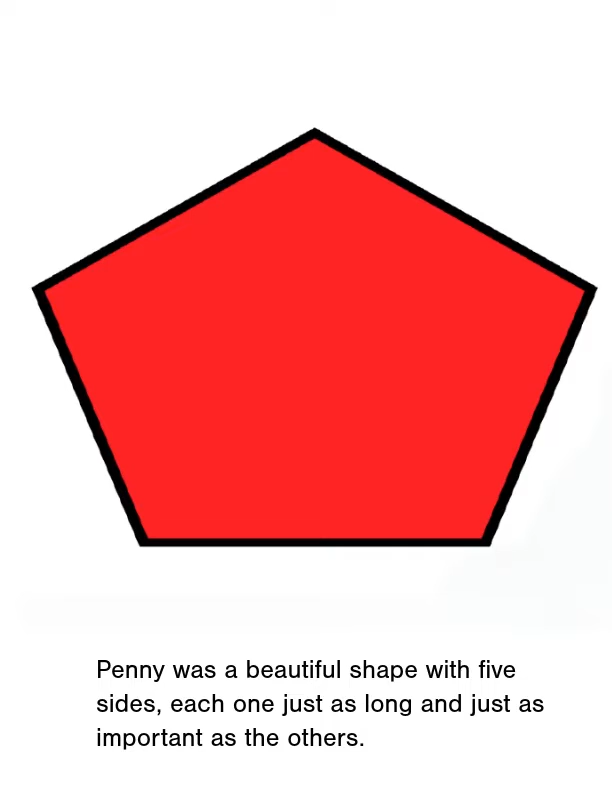 Penny was a beautiful shape with five
sides, each one just as long and just as
important as the others.